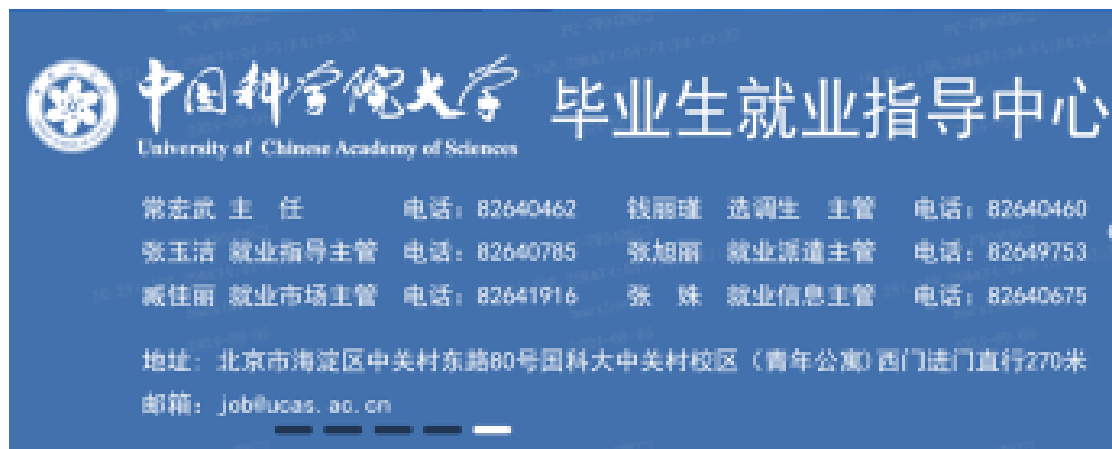 中国科学院大学 毕业生就业指导中心
University of Chinese Academy of Sciences
常宏武 主 任 电话：82640462 钱丽瑾 选调生 主管 电话：82640460
张玉洁 就业指导主管 电话：82640785 张旭丽 就业派遣主管 电话：82649753
臧佳丽 就业市场主管 电话：82641916 张 姝 就业信息主管 电话：82640675
地址：北京市海淀区中关村东路80号国科大中关村校区（青年公寓)西门进门直行270米
邮箱：job@ucas.ac.cn